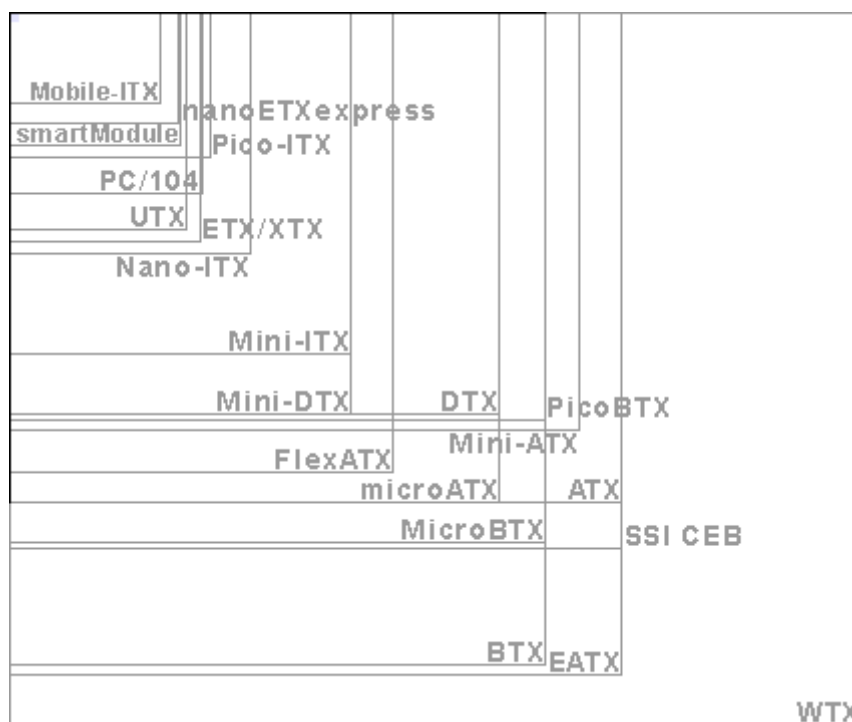 Mobile-ITX
nanoETXexpress
smartModule
Pico-ITX
PC/104
UTX
ETX/XTX
Nano-ITX
Mini-ITX
Mini-DTX
DTX
PicoBTX
Mini-ATX
FlexATX
microATX
ATX
MicroBTX
SSI CEB
BTX
EATX
WTX